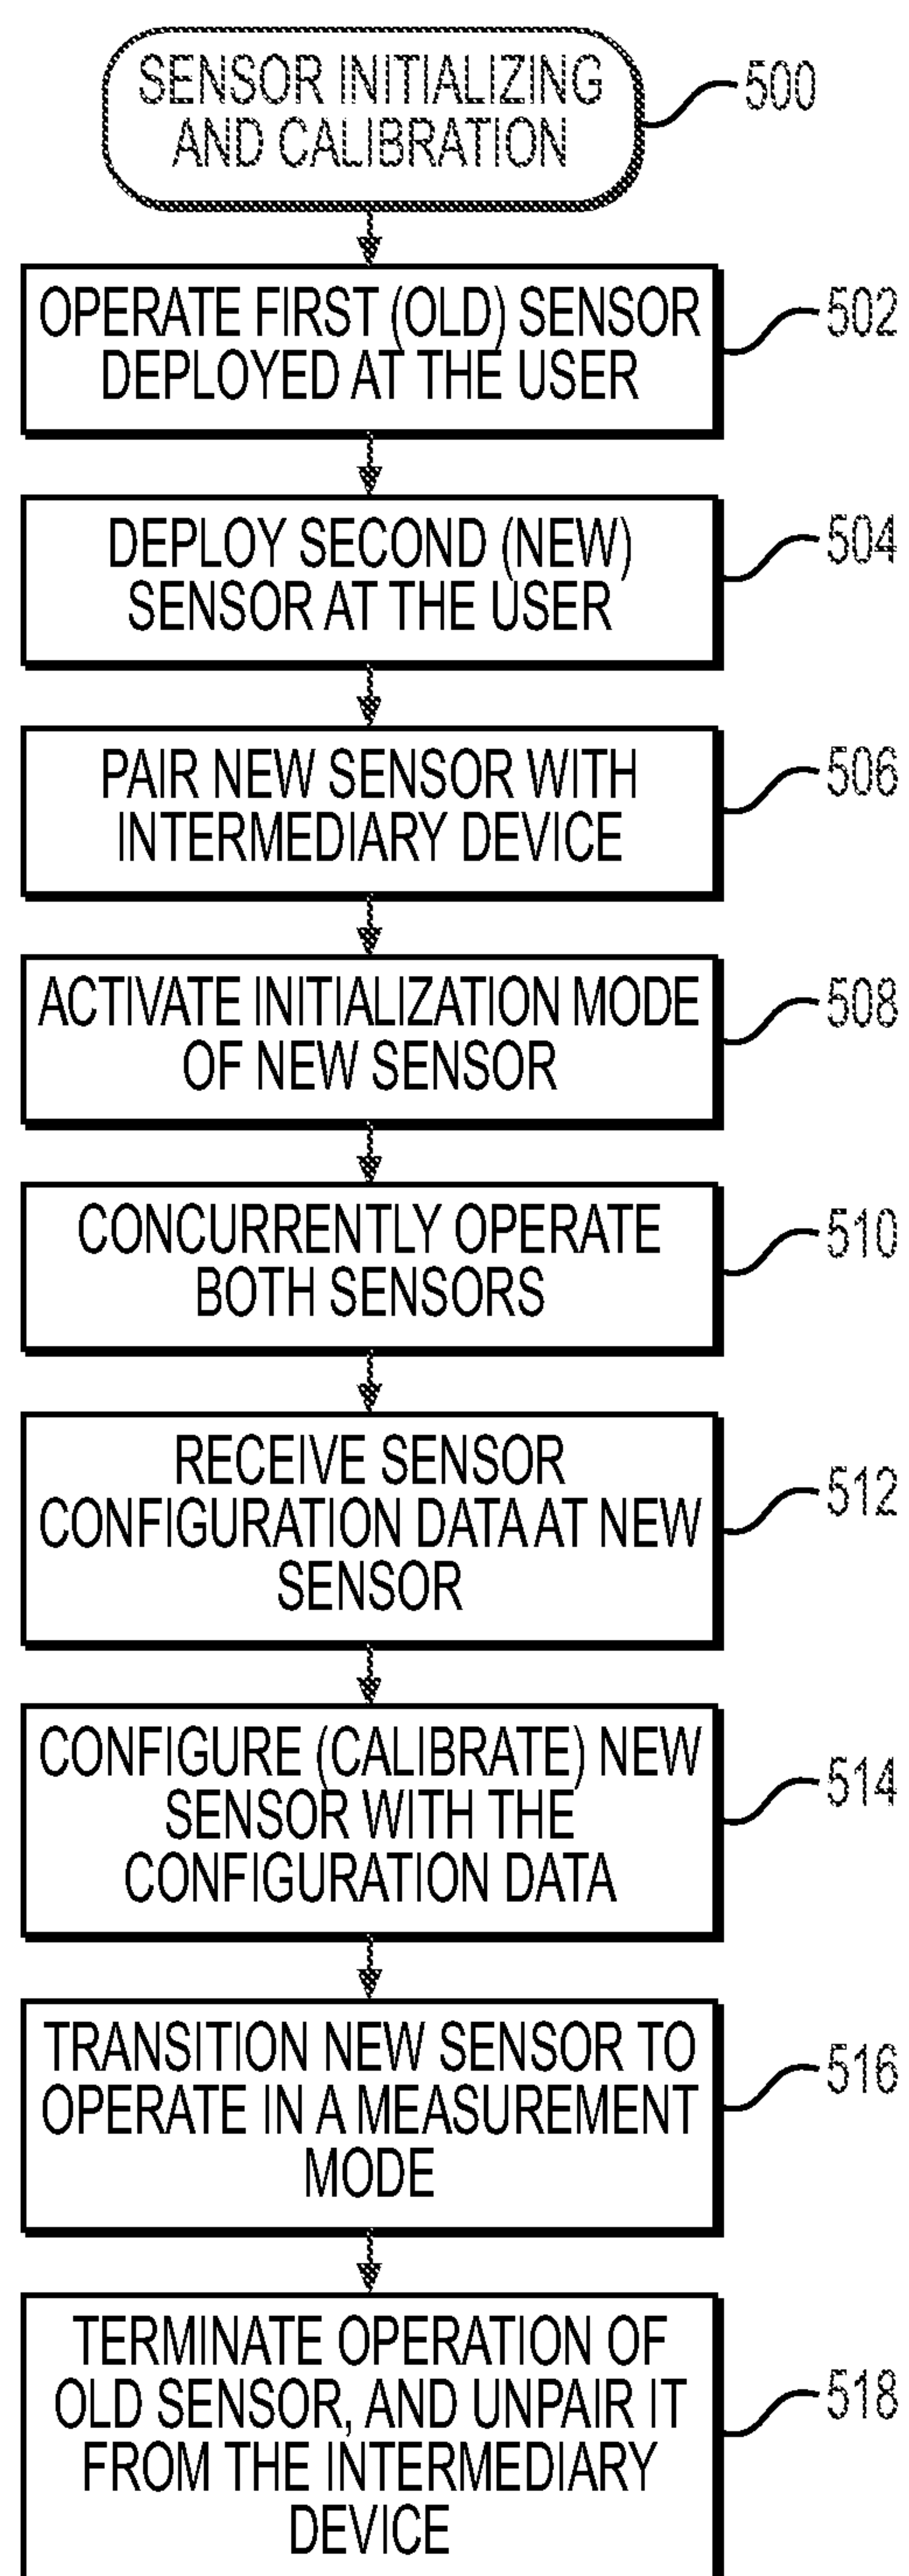 SENSOR INITIALIZING
AND CALIBRATION
500
OPERATE FIRST (OLD) SENSOR
DEPLOYED AT THE USER
502
DEPLOY SECOND (NEW)
SENSOR AT THE USER
504
PAIR NEW SENSOR WITH
INTERMEDIARY DEVICE
506
ACTIVATE INITIALIZATION MODE
OF NEW SENSOR
508
CONCURRENTLY OPERATE
BOTH SENSORS
510
RECEIVE SENSOR
CONFIGURATION DATA AT NEW
SENSOR
512
CONFIGURE (CALIBRATE) NEW
SENSOR WITH THE
CONFIGURATION DATA
514
TRANSITION NEW SENSOR TO
OPERATE IN A MEASUREMENT
MODE
516
TERMINATE OPERATION OF
OLD SENSOR, AND UNPAIR IT
FROM THE INTERMEDIARY
DEVICE
518